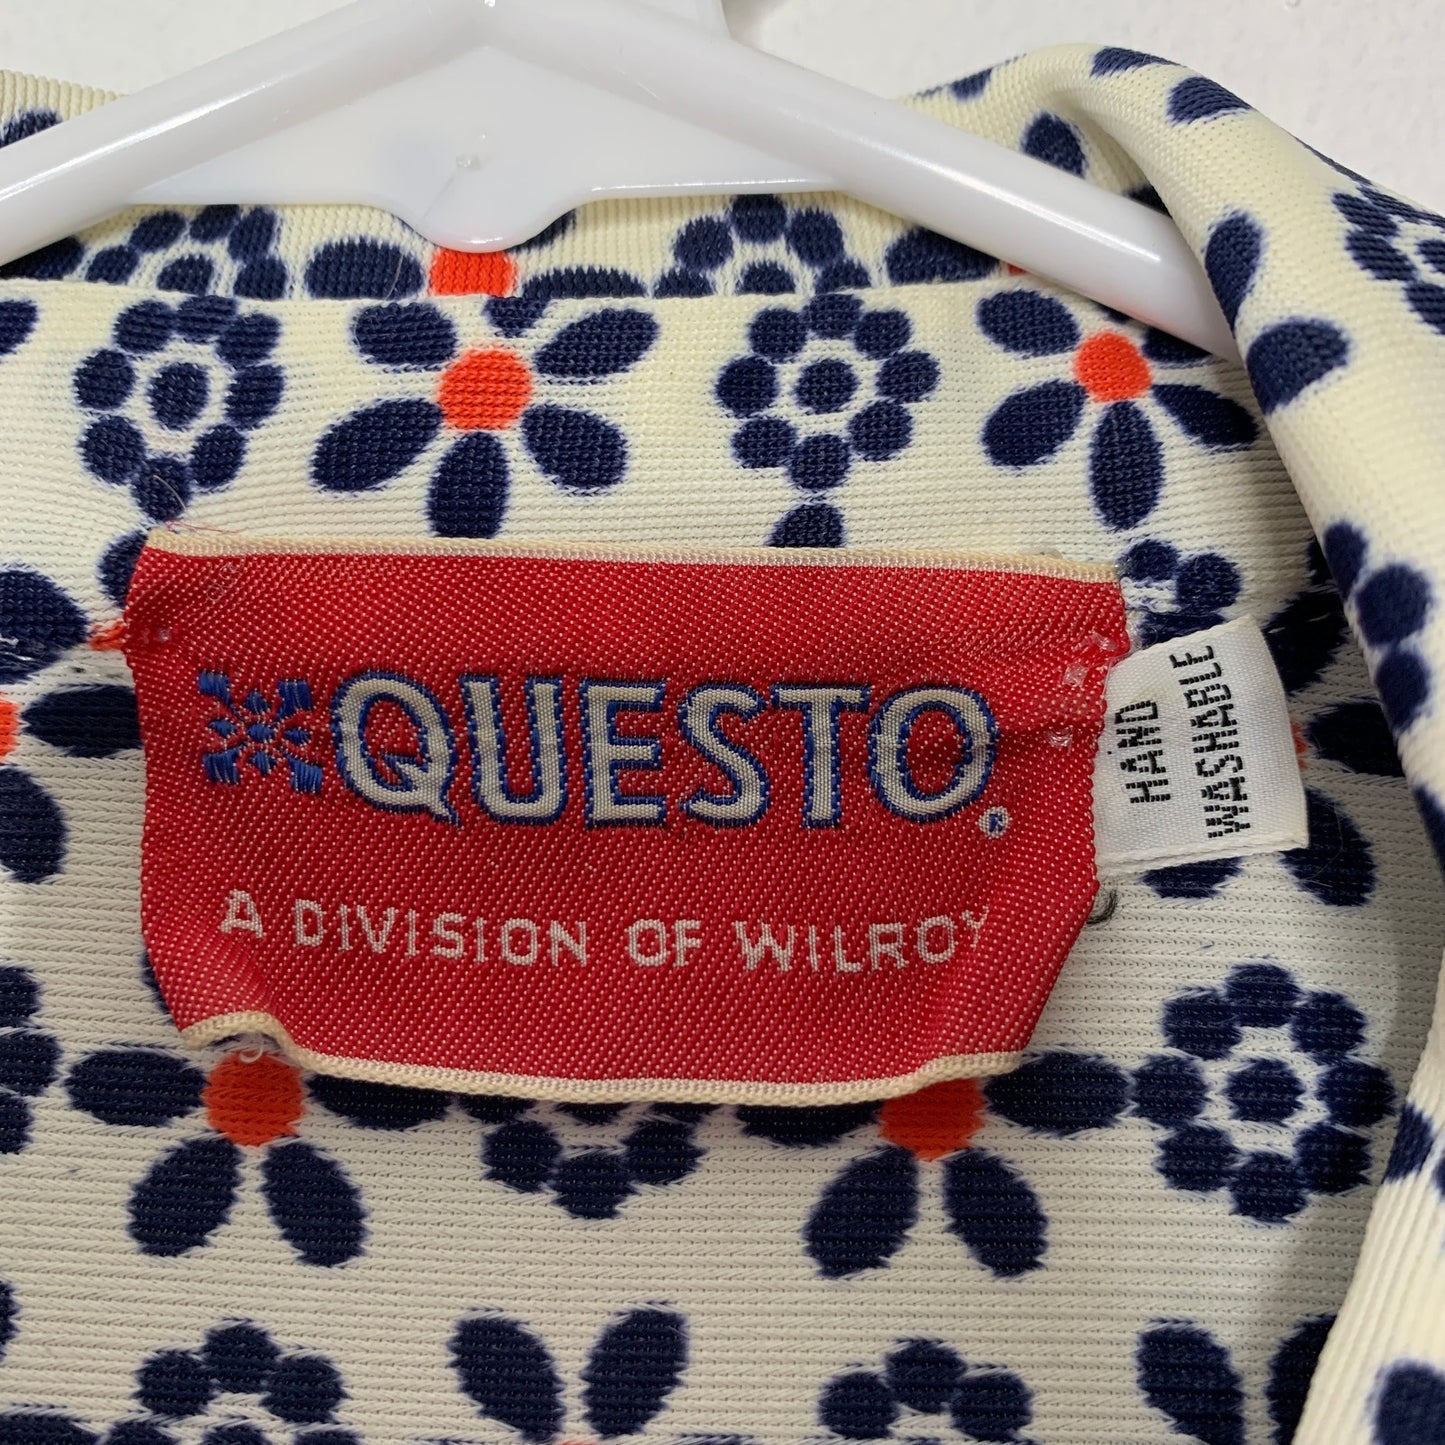 QUESTO®
A DIVISION OF WILROY
HAND
WASHABLE